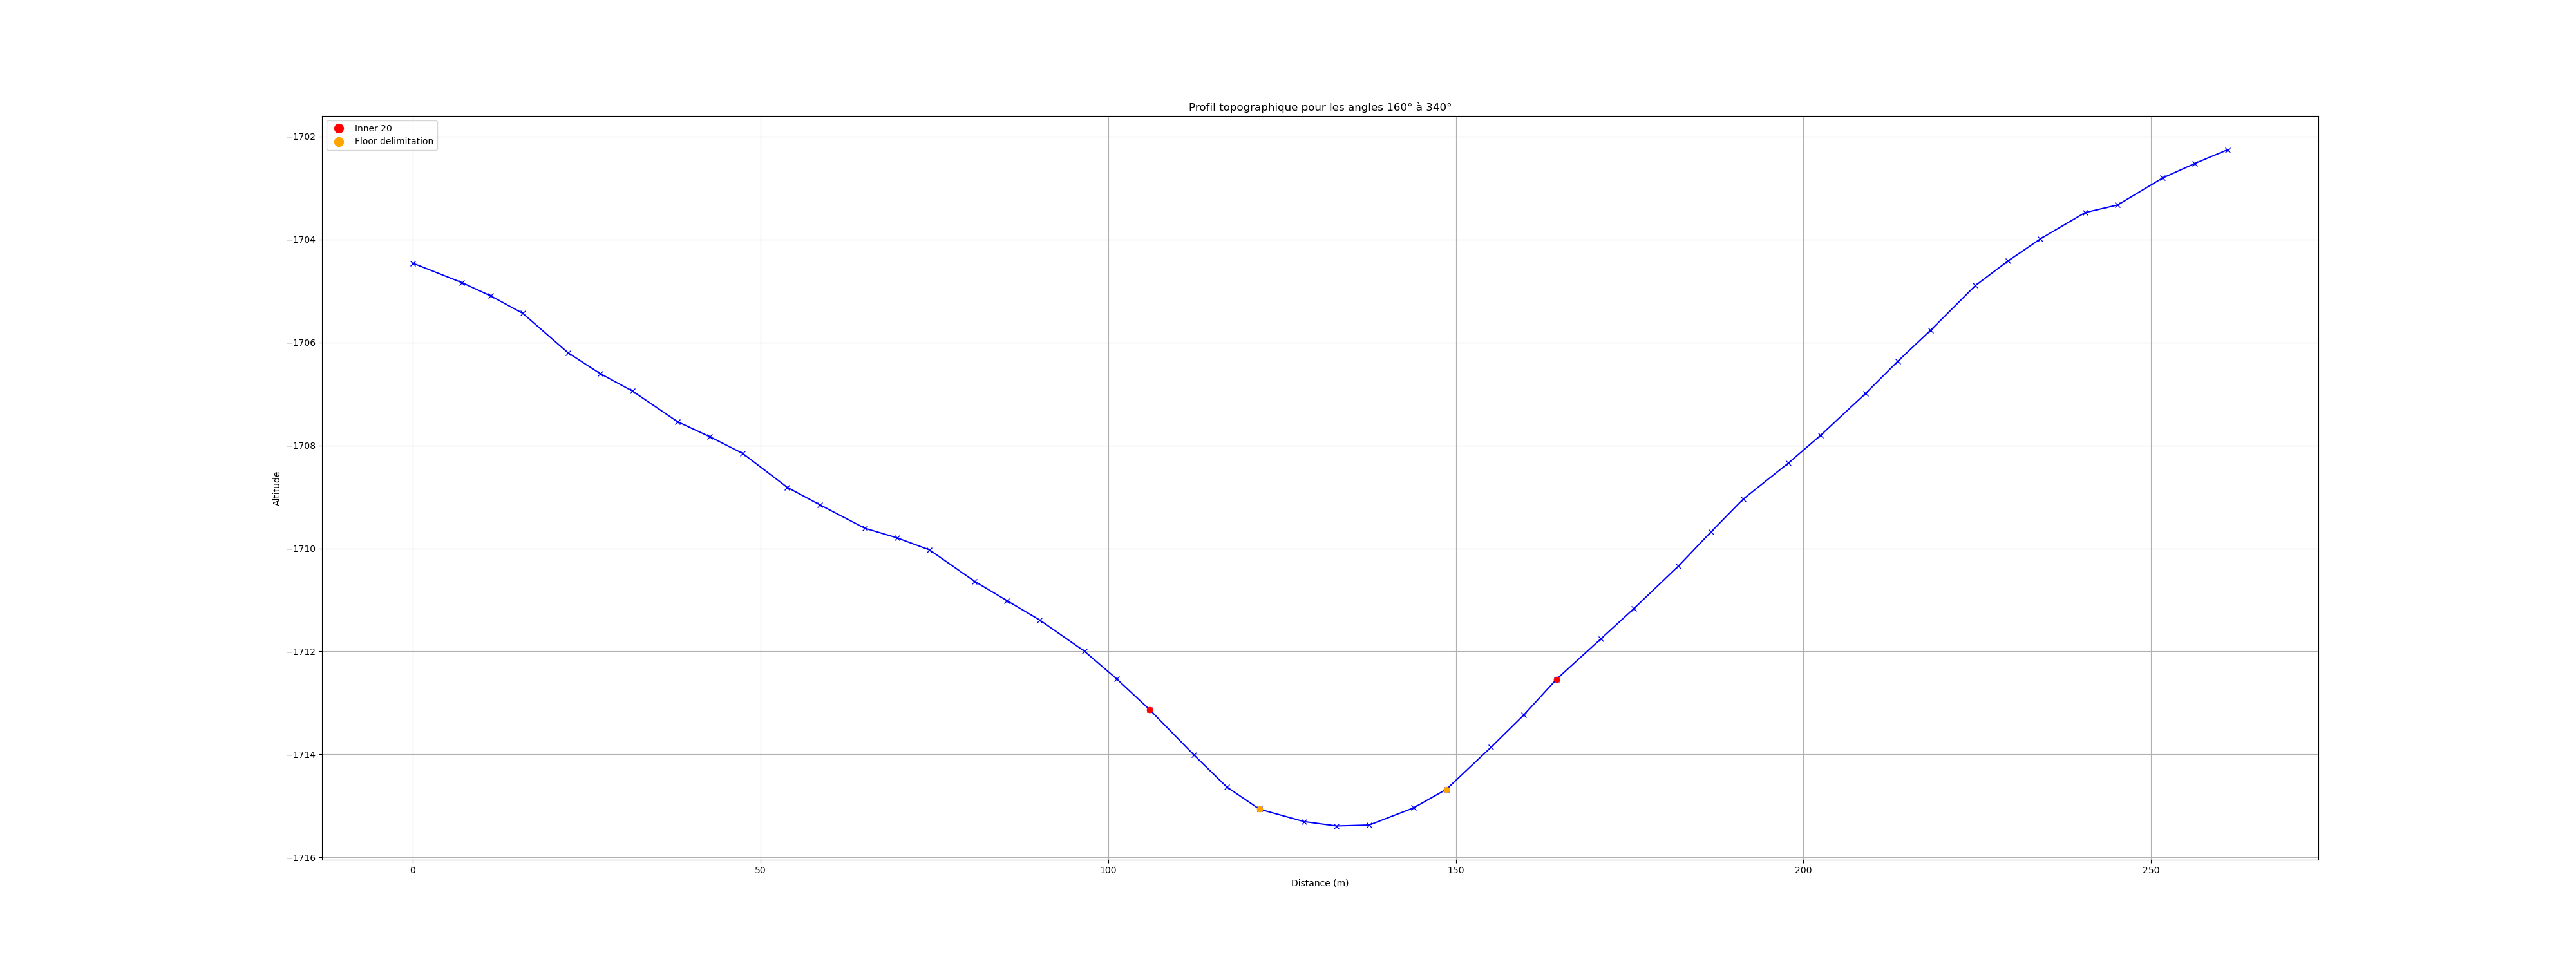 Profil topographique pour les angles 160° à 340°
Inner 20
Floor delimitation
−1702
−1704
−1706
−1708
−1710
−1712
−1714
−1716
Altitude
0 50 100 150 200 250
Distance (m)